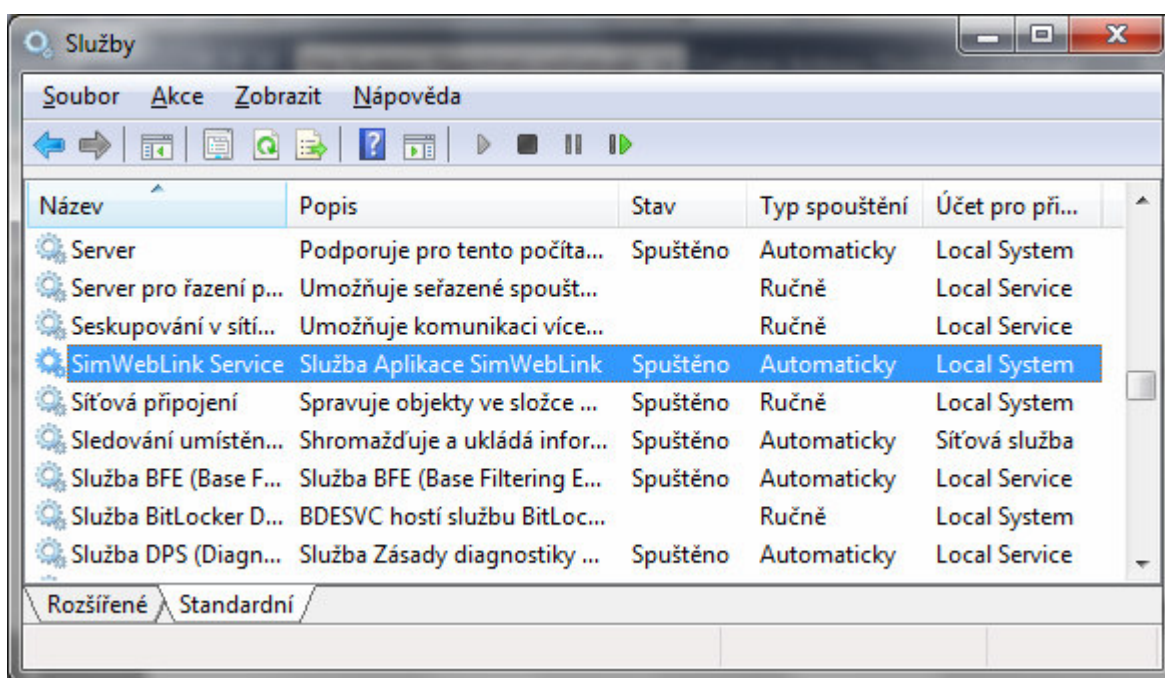 Služby
Soubor Akce Zobrazit Nápověda
Název Popis Stav Typ spouštění Účet pro při...
Server Podporuje pro tento počíta... Spuštěno Automaticky Local System
Server pro řazení p... Umožňuje seřazené spoušt... Ručně Local Service
Seskupování v sítí... Umožňuje komunikaci více... Ručně Local Service
SimWebLink Service Služba Aplikace SimWebLink Spuštěno Automaticky Local System
Síťová připojení Spravuje objekty ve složce ... Spuštěno Ručně Local System
Sledování umístěn... Shromažďuje a ukládá infor... Spuštěno Automaticky Síťová služba
Služba BFE (Base F... Služba BFE (Base Filtering E... Spuštěno Automaticky Local Service
Služba BitLocker D... BDESVC hostí službu BitLoc... Ručně Local System
Služba DPS (Diagn... Služba Zásady diagnostiky ... Spuštěno Automaticky Local Service
Rozšířené Standardní